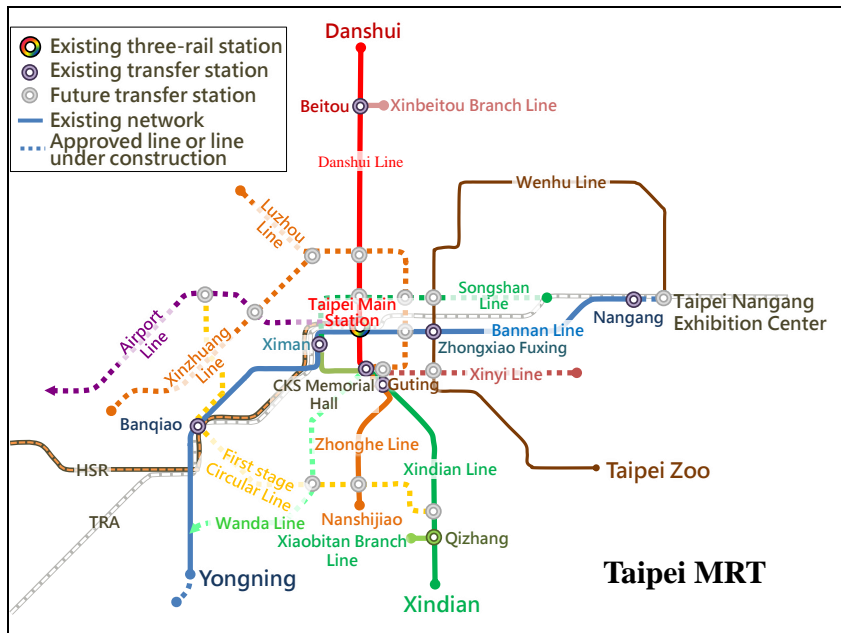 Danshui
Existing three-rail station
Existing transfer station
Future transfer station
Existing network
Approved line or line
under construction
Beitou
Xinbeitou Branch Line
Danshui Line
Wenhu Line
Luzhou
Line
Songshan
Line
Taipei Main
Station
Airport
Line
Xinzhuang
Line
Ximan
Bannan Line
Nangang
Taipei Nangang
Exhibition Center
Zhongxiao Fuxing
CKS Memorial
Hall
Guting
Xinyi Line
Banqiao
Zhonghe Line
Xindian Line
Taipei Zoo
HSR
First stage
Circular Line
TRA
Wanda Line
Nanshijiao
Xiaobitan Branch
Line
Qizhang
Yongning
Xindian
Taipei MRT